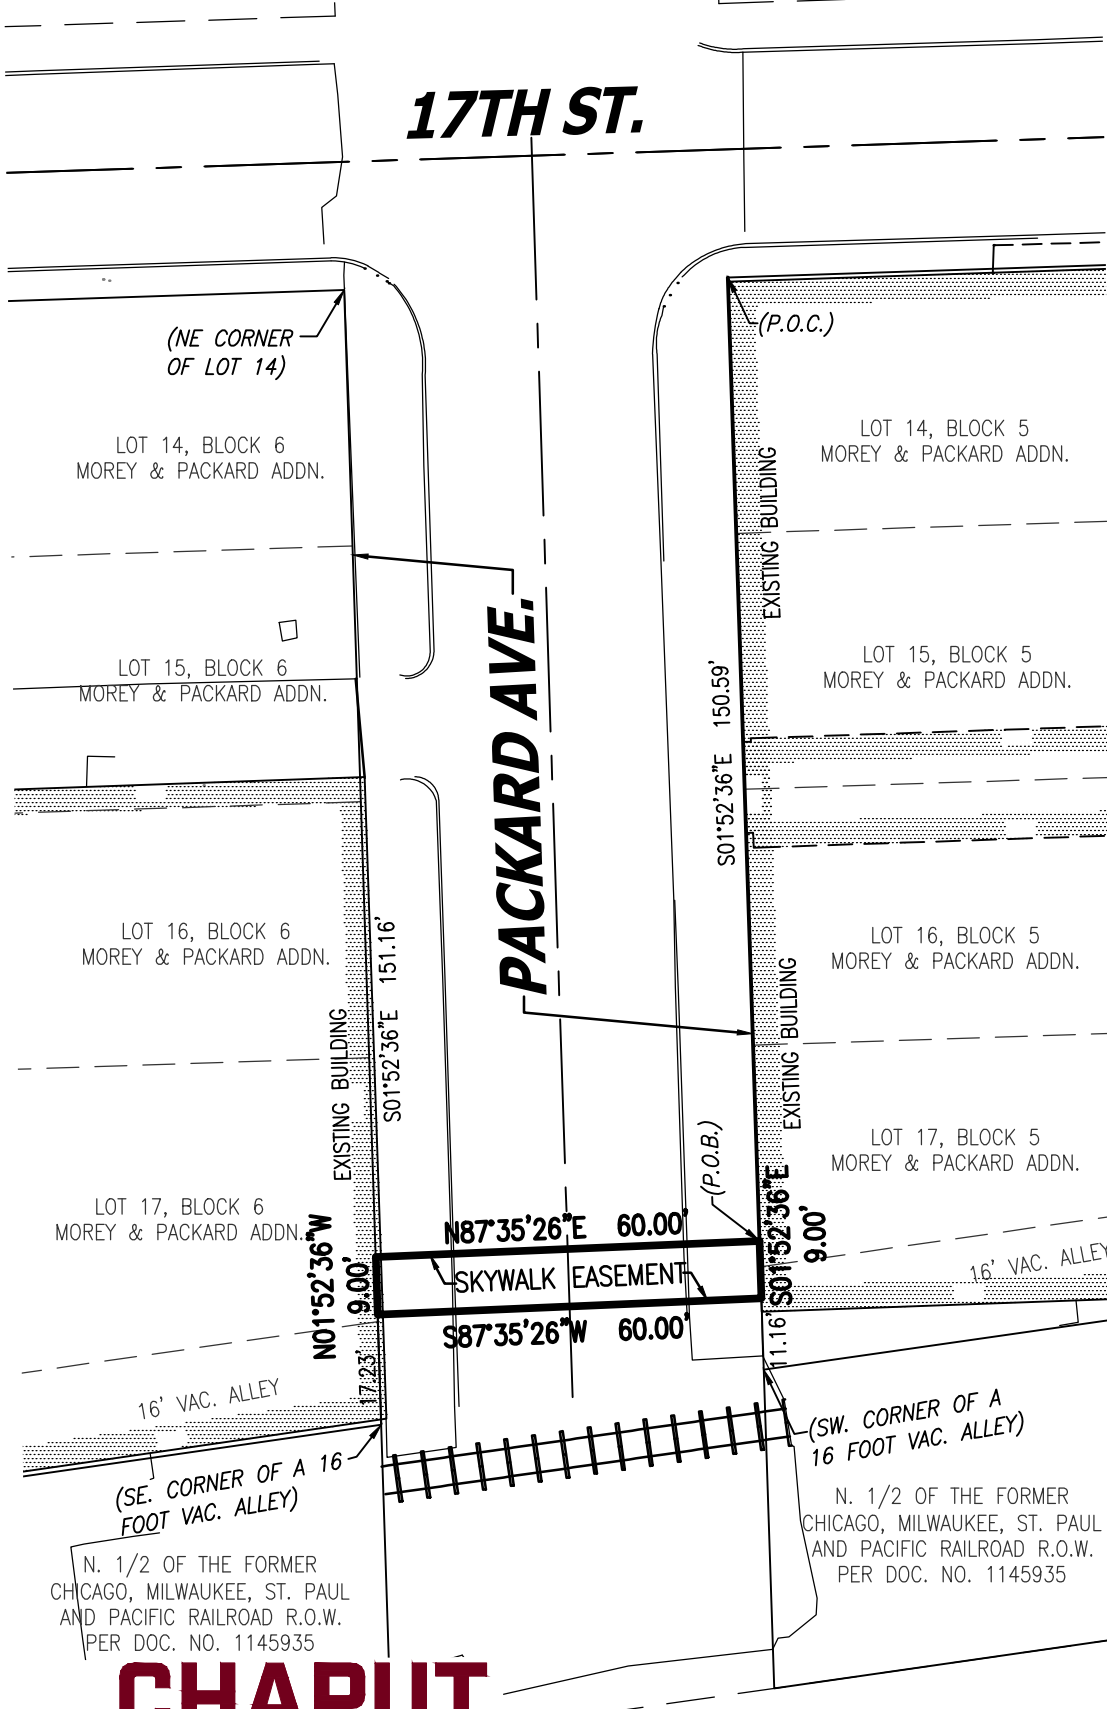 17TH ST.
(NE CORNER
OF LOT 14)
(P.O.C.)
LOT 14, BLOCK 6
MOREY & PACKARD ADDN.
LOT 14, BLOCK 5
MOREY & PACKARD ADDN.
EXISTING BUILDING
LOT 15, BLOCK 6
MOREY & PACKARD ADDN.
LOT 15, BLOCK 5
MOREY & PACKARD ADDN.
S01°52'36"E 150.59'
PACKARD AVE.
LOT 16, BLOCK 6
MOREY & PACKARD ADDN.
S01°52'36"E 151.16'
EXISTING BUILDING
LOT 16, BLOCK 5
MOREY & PACKARD ADDN.
EXISTING BUILDING
LOT 17, BLOCK 5
MOREY & PACKARD ADDN.
(P.O.B.)
LOT 17, BLOCK 6
MOREY & PACKARD ADDN.
N01°52'36"W
9.00'
N87°35'26"E 60.00'
SKYWALK EASEMENT
S87°35'26"W 60.00'
S01°52'36"E
9.00'
16' VAC. ALLEY
11.16'
17.23'
16' VAC. ALLEY
(SW. CORNER OF A
16 FOOT VAC. ALLEY)
(SE. CORNER OF A 16
FOOT VAC. ALLEY)
N. 1/2 OF THE FORMER
CHICAGO, MILWAUKEE, ST. PAUL
AND PACIFIC RAILROAD R.O.W.
PER DOC. NO. 1145935
N. 1/2 OF THE FORMER
CHICAGO, MILWAUKEE, ST. PAUL
AND PACIFIC RAILROAD R.O.W.
PER DOC. NO. 1145935
CHAPUT